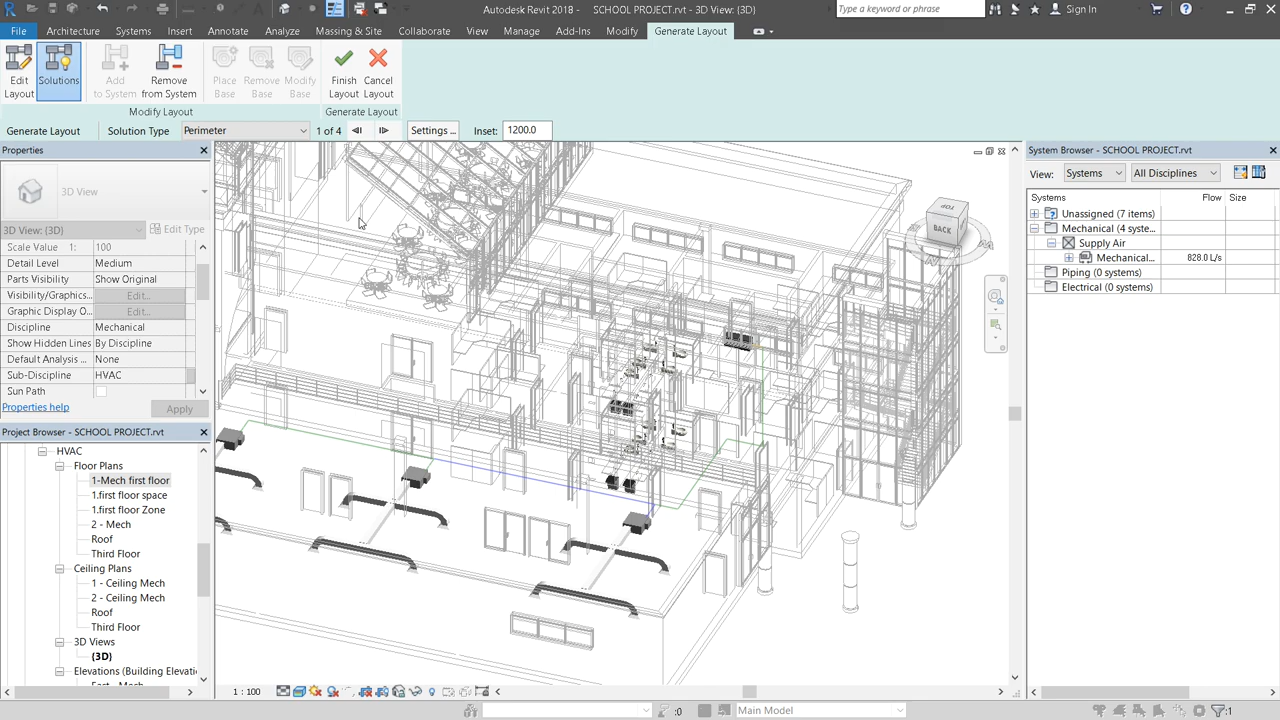 Autodesk Revit 2018 - SCHOOL PROJECT.rvt - 3D View: {3D}
Type a keyword or phrase
Sign In
File Architecture Systems Insert Annotate Analyze Massing & Site Collaborate View Manage Add-Ins Modify Generate Layout
Edit Layout
Solutions
Add to System
Remove from System
Place Base
Remove Base
Modify Base
Finish Layout
Cancel Layout
Modify Layout
Generate Layout
Generate Layout Solution Type Perimeter 1 of 4 Settings ... Inset: 1200.0
Properties
3D View
3D View: {3D} Edit Type
Scale Value 1: 100
Detail Level Medium
Parts Visibility Show Original
Visibility/Graphics... Edit...
Graphic Display O... Edit...
Discipline Mechanical
Show Hidden Lines By Discipline
Default Analysis ... None
Sub-Discipline HVAC
Sun Path
Properties help Apply
Project Browser - SCHOOL PROJECT.rvt
HVAC
Floor Plans
1-Mech first floor
1.first floor space
1.first floor Zone
2 - Mech
Roof
Third Floor
Ceiling Plans
1 - Ceiling Mech
2 - Ceiling Mech
Roof
Third Floor
3D Views
{3D}
Elevations (Building Elevati
TOP
BACK
System Browser - SCHOOL PROJECT.rvt
View: Systems All Disciplines
Systems Flow Size
Unassigned (7 items)
Mechanical (4 syste...
Supply Air
Mechanical... 828.0 L/s
Piping (0 systems)
Electrical (0 systems)
1 : 100
:0
Main Model
:1